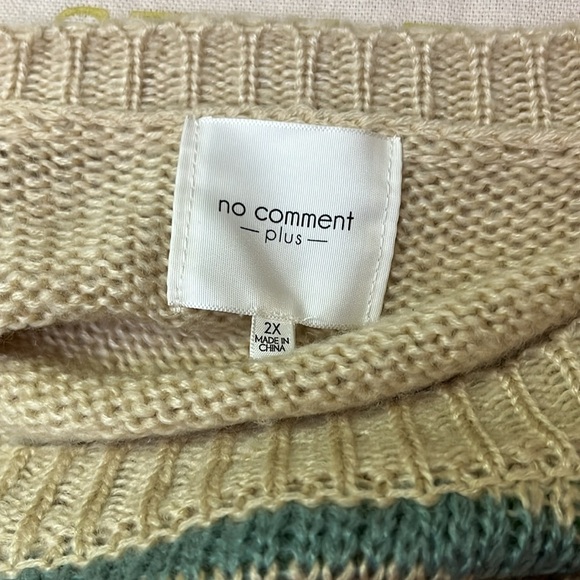 no comment
— plus —
2X
MADE IN
CHINA